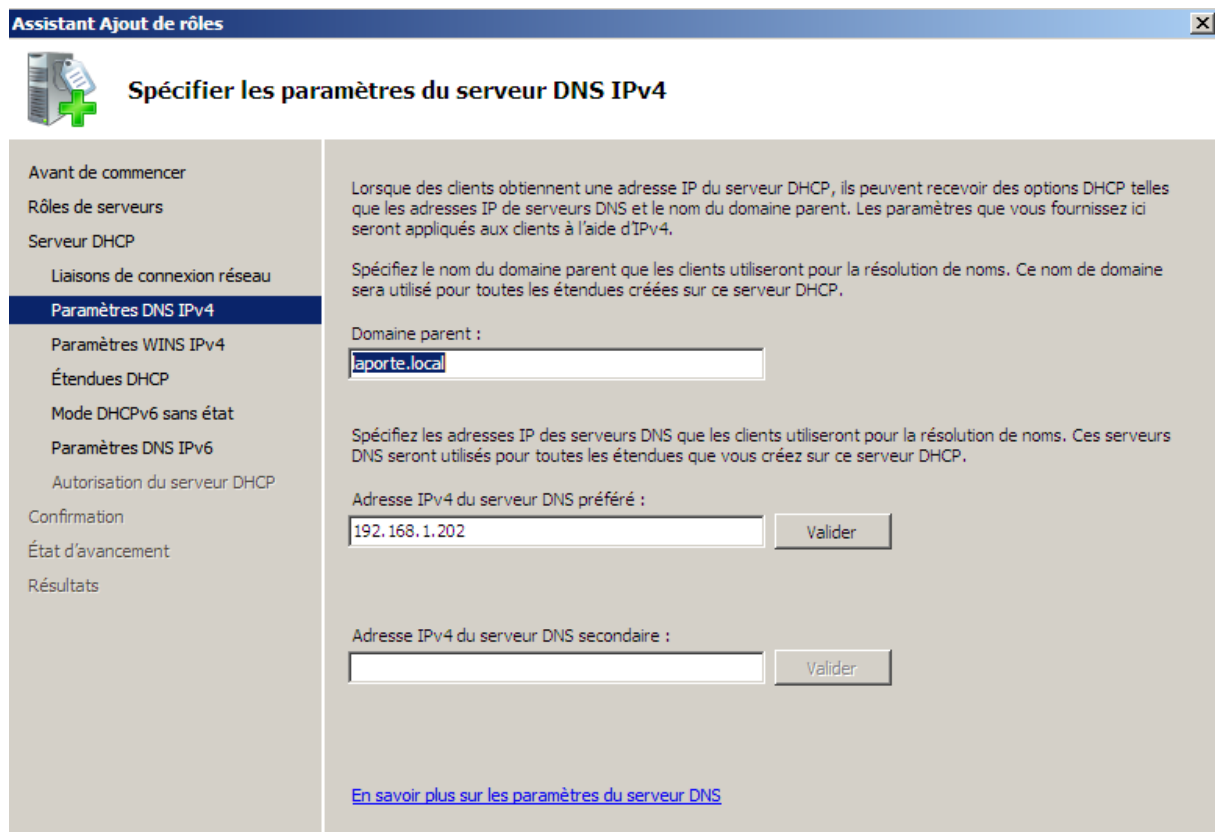 Assistant Ajout de rôles
Spécifier les paramètres du serveur DNS IPv4
Avant de commencer
Rôles de serveurs
Serveur DHCP
Liaisons de connexion réseau
Paramètres DNS IPv4
Paramètres WINS IPv4
Étendues DHCP
Mode DHCPv6 sans état
Paramètres DNS IPv6
Autorisation du serveur DHCP
Confirmation
État d’avancement
Résultats
Lorsque des clients obtiennent une adresse IP du serveur DHCP, ils peuvent recevoir des options DHCP telles
que les adresses IP de serveurs DNS et le nom du domaine parent. Les paramètres que vous fournissez ici
seront appliqués aux clients à l’aide d’IPv4.
Spécifiez le nom du domaine parent que les clients utiliseront pour la résolution de noms. Ce nom de domaine
sera utilisé pour toutes les étendues créées sur ce serveur DHCP.
Domaine parent :
laporte.local
Spécifiez les adresses IP des serveurs DNS que les clients utiliseront pour la résolution de noms. Ces serveurs
DNS seront utilisés pour toutes les étendues que vous créez sur ce serveur DHCP.
Adresse IPv4 du serveur DNS préféré :
192.168.1.202
Valider
Adresse IPv4 du serveur DNS secondaire :
Valider
En savoir plus sur les paramètres du serveur DNS